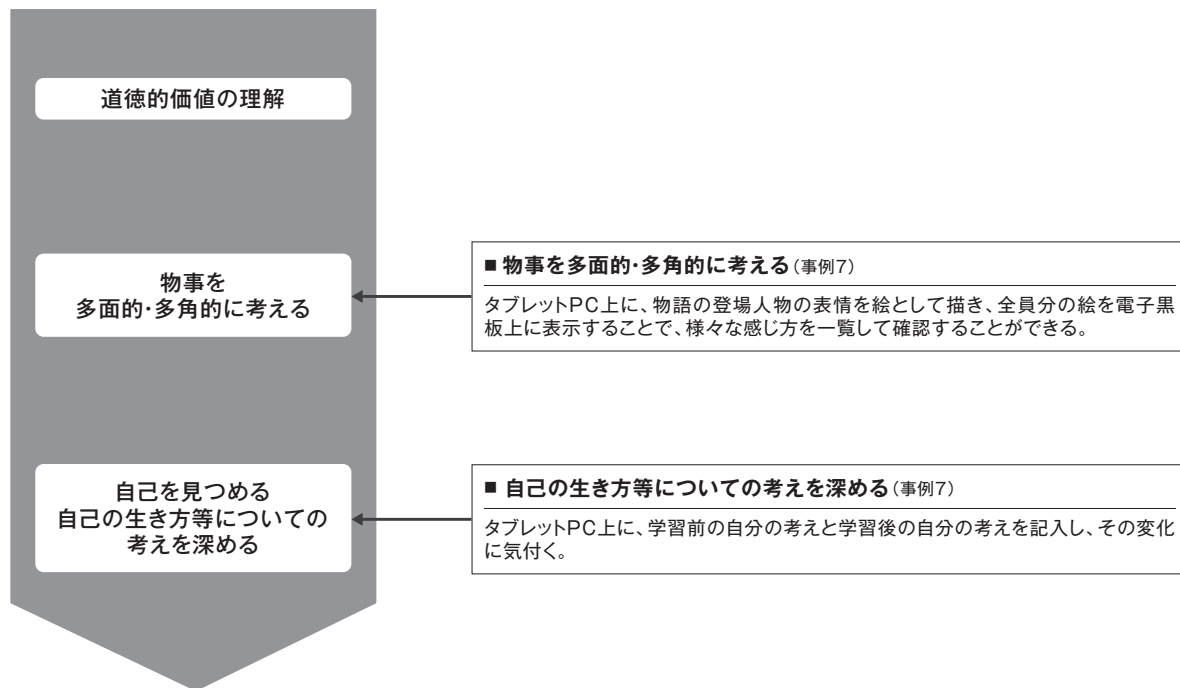 道徳的価値の理解
物事を
多面的・多角的に考える
■ 物事を多面的・多角的に考える(事例7)
タブレットPC上に、物語の登場人物の表情を絵として描き、全員分の絵を電子黒
板上に表示することで、様々な感じ方を一覧して確認することができる。
自己を見つめる
自己の生き方等についての
考えを深める
■ 自己の生き方等についての考えを深める(事例7)
タブレットPC上に、学習前の自分の考えと学習後の自分の考えを記入し、その変化
に気付く。